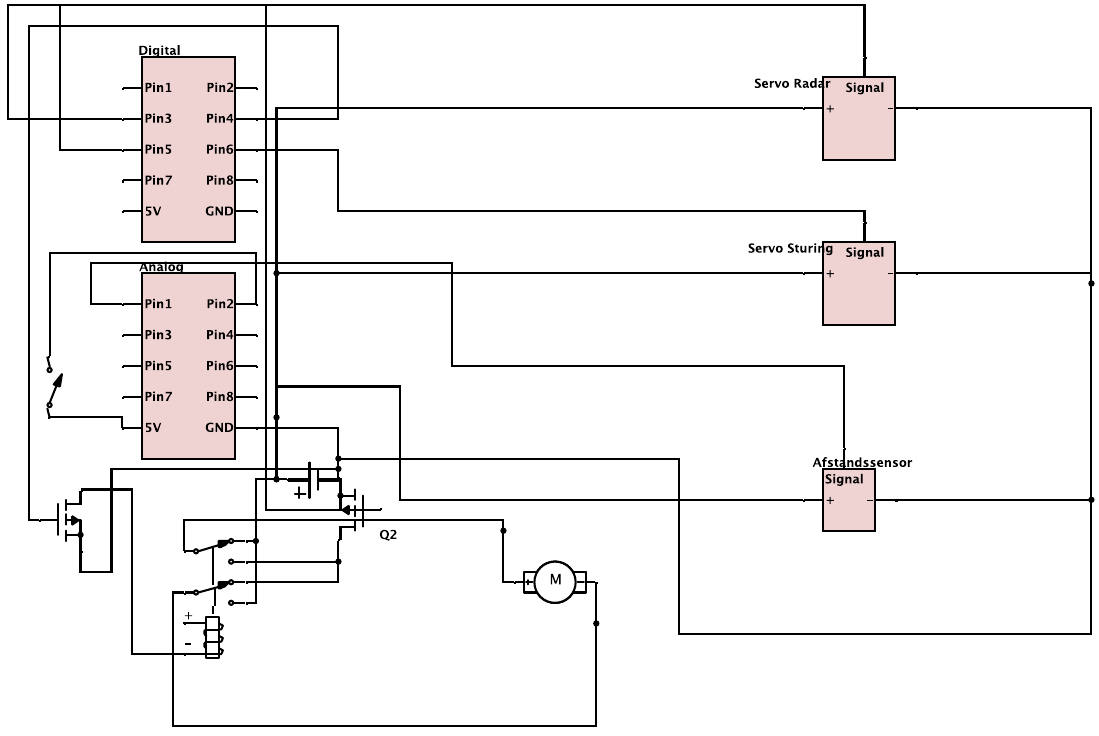 Digital
Servo Radar
Signal
+ -
Pin1 Pin2
Pin3 Pin4
Pin5 Pin6
Pin7 Pin8
5V GND
Servo Sturing
Signal
+ -
Analog
Pin1 Pin2
Pin3 Pin4
Pin5 Pin6
Pin7 Pin8
5V GND
Afstandssensor
Signal
+ -
+
Q2
M
+
+
-